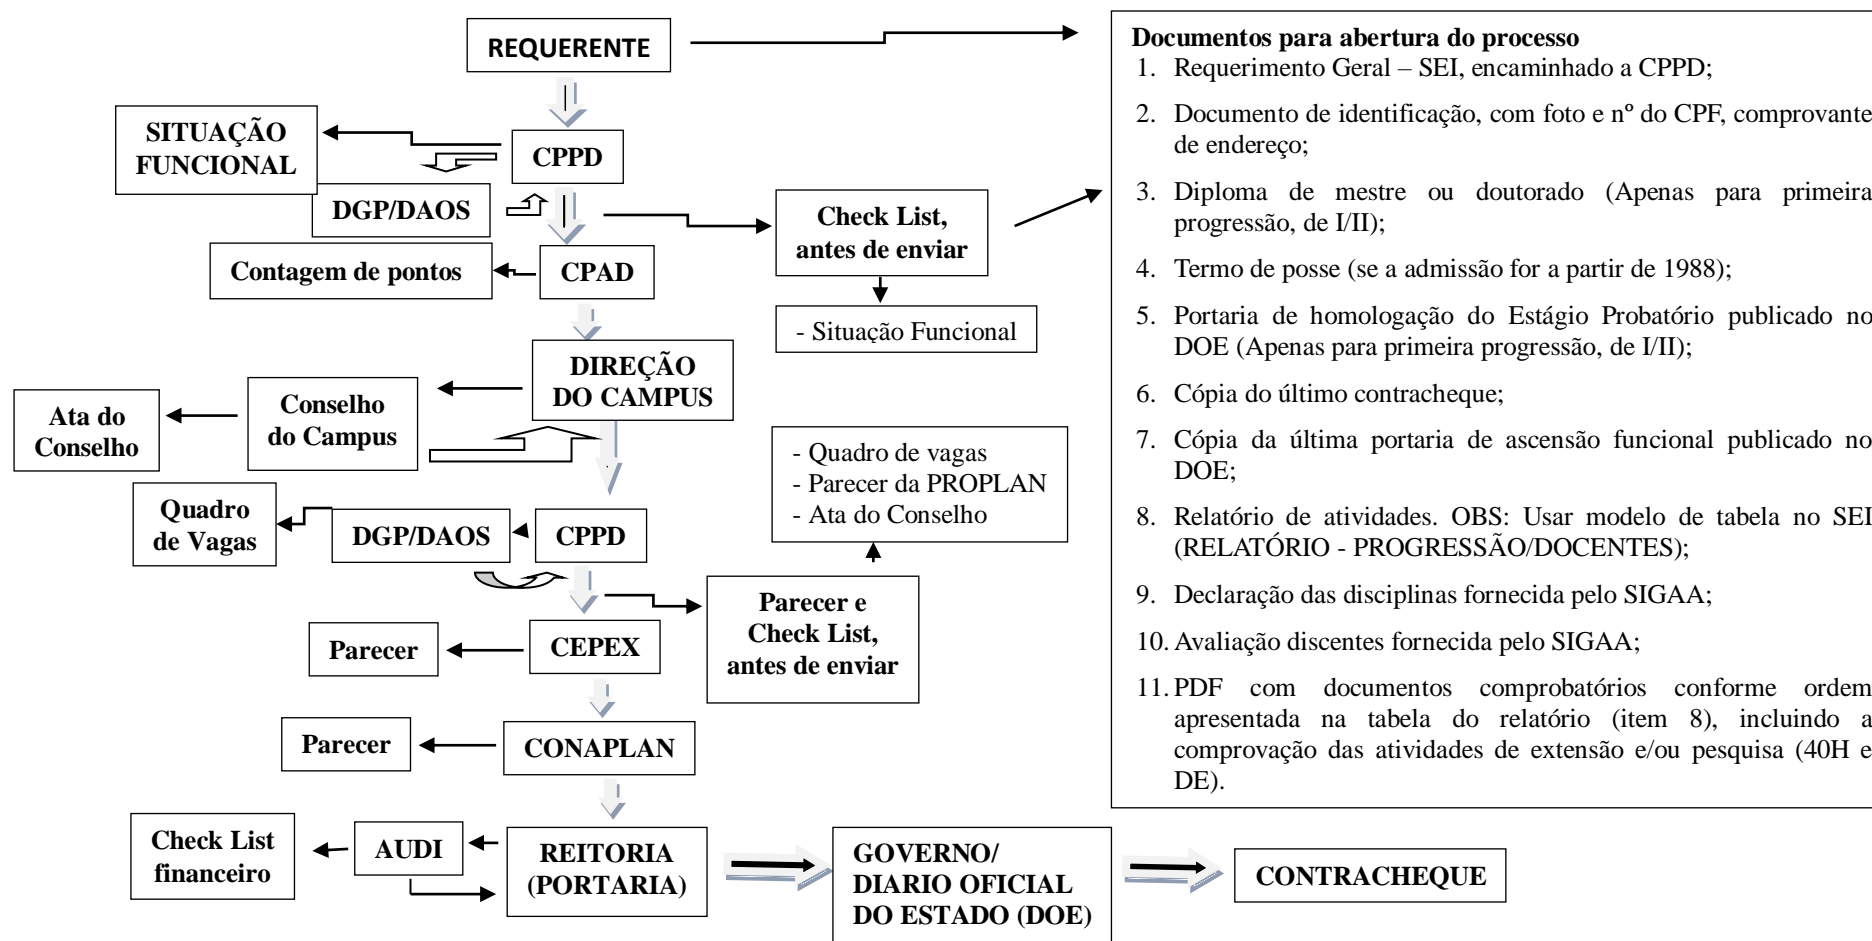 REQUERENTE
SITUAÇÃO
FUNCIONAL
CPPD
DGP/DAOS
Check List,
antes de enviar
Contagem de pontos
CPAD
- Situação Funcional
DIREÇÃO
DO CAMPUS
Conselho
do Campus
Ata do
Conselho
- Quadro de vagas
- Parecer da PROPLAN
- Ata do Conselho
Quadro
de Vagas
DGP/DAOS
CPPD
Parecer e
Check List,
antes de enviar
Parecer
CEPEX
Parecer
CONAPLAN
Check List
financeiro
AUDI
REITORIA
(PORTARIA)
GOVERNO/
DIARIO OFICIAL
DO ESTADO (DOE)
CONTRACHEQUE
Documentos para abertura do processo
1. Requerimento Geral – SEI, encaminhado a CPPD;
2. Documento de identificação, com foto e nº do CPF, comprovante
de endereço;
3. Diploma de mestre ou doutorado (Apenas para primeira
progressão, de I/II);
4. Termo de posse (se a admissão for a partir de 1988);
5. Portaria de homologação do Estágio Probatório publicado no
DOE (Apenas para primeira progressão, de I/II);
6. Cópia do último contracheque;
7. Cópia da última portaria de ascensão funcional publicado no
DOE;
8. Relatório de atividades. OBS: Usar modelo de tabela no SEI
(RELATÓRIO - PROGRESSÃO/DOCENTES);
9. Declaração das disciplinas fornecida pelo SIGAA;
10. Avaliação discentes fornecida pelo SIGAA;
11. PDF com documentos comprobatórios conforme ordem
apresentada na tabela do relatório (item 8), incluindo a
comprovação das atividades de extensão e/ou pesquisa (40H e
DE).